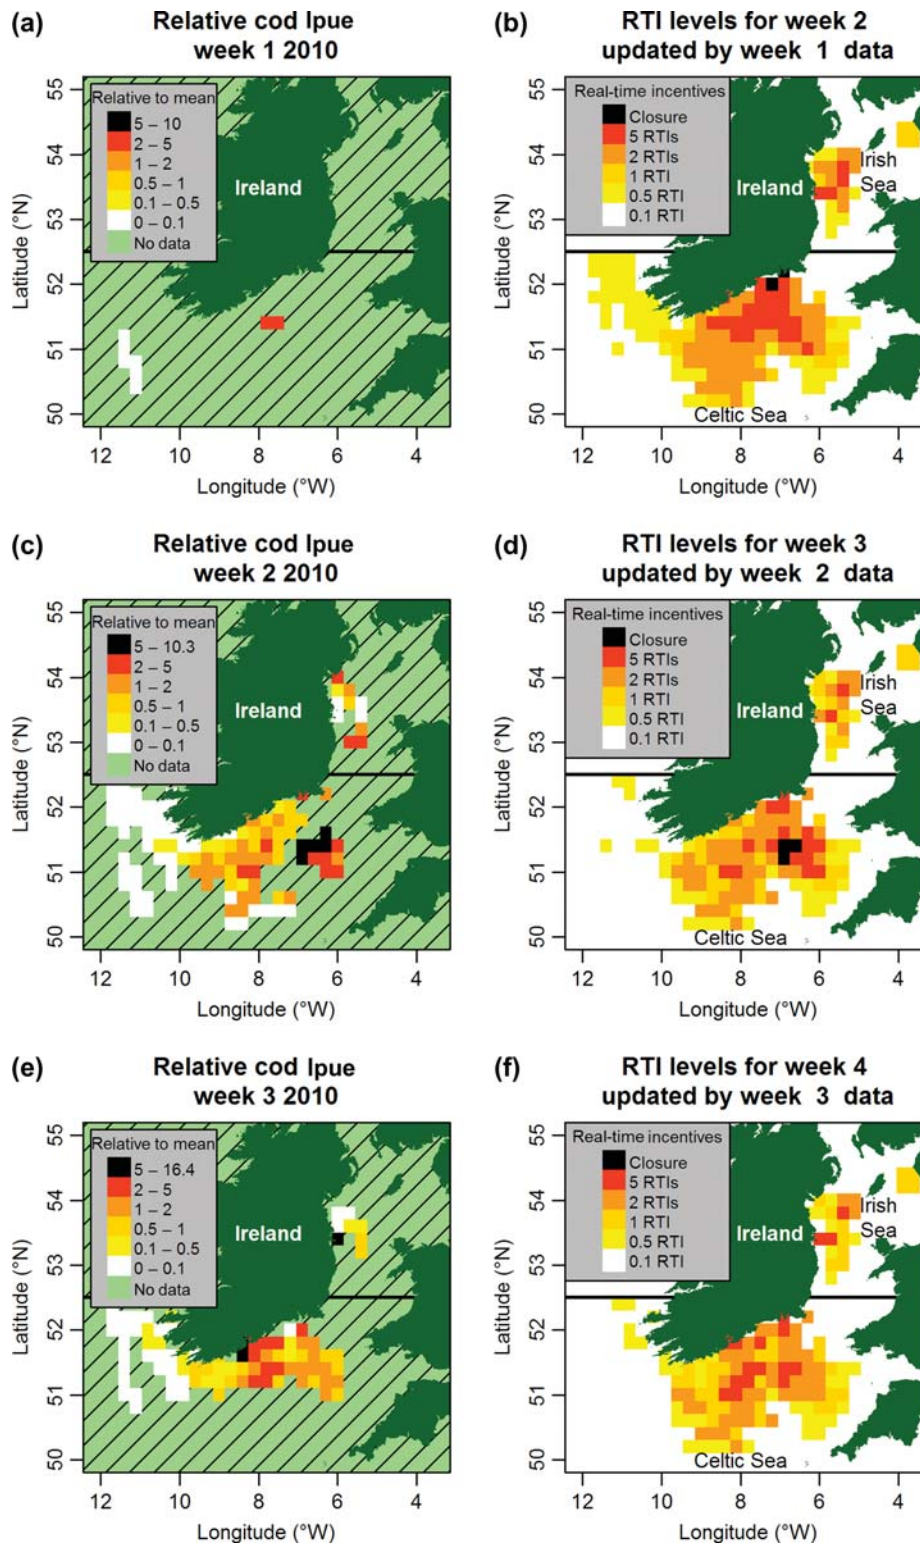 (a)
Relative cod lpue
week 1 2010
Relative to mean
5 – 10
2 – 5
1 – 2
0.5 – 1
0.1 – 0.5
0 – 0.1
No data
Ireland
Latitude (°N)
55
54
53
52
51
50
12
10
8
6
4
Longitude (°W)
(b)
RTI levels for week 2
updated by week 1 data
Real-time incentives
Closure
5 RTIs
2 RTIs
1 RTI
0.5 RTI
0.1 RTI
Ireland
Irish
Sea
Celtic Sea
Latitude (°N)
55
54
53
52
51
50
12
10
8
6
4
Longitude (°W)
(c)
Relative cod lpue
week 2 2010
Relative to mean
5 – 10.3
2 – 5
1 – 2
0.5 – 1
0.1 – 0.5
0 – 0.1
No data
Ireland
Latitude (°N)
55
54
53
52
51
50
12
10
8
6
4
Longitude (°W)
(d)
RTI levels for week 3
updated by week 2 data
Real-time incentives
Closure
5 RTIs
2 RTIs
1 RTI
0.5 RTI
0.1 RTI
Ireland
Irish
Sea
Celtic Sea
Latitude (°N)
55
54
53
52
51
50
12
10
8
6
4
Longitude (°W)
(e)
Relative cod lpue
week 3 2010
Relative to mean
5 – 16.4
2 – 5
1 – 2
0.5 – 1
0.1 – 0.5
0 – 0.1
No data
Ireland
Latitude (°N)
55
54
53
52
51
50
12
10
8
6
4
Longitude (°W)
(f)
RTI levels for week 4
updated by week 3 data
Real-time incentives
Closure
5 RTIs
2 RTIs
1 RTI
0.5 RTI
0.1 RTI
Ireland
Irish
Sea
Celtic Sea
Latitude (°N)
55
54
53
52
51
50
12
10
8
6
4
Longitude (°W)